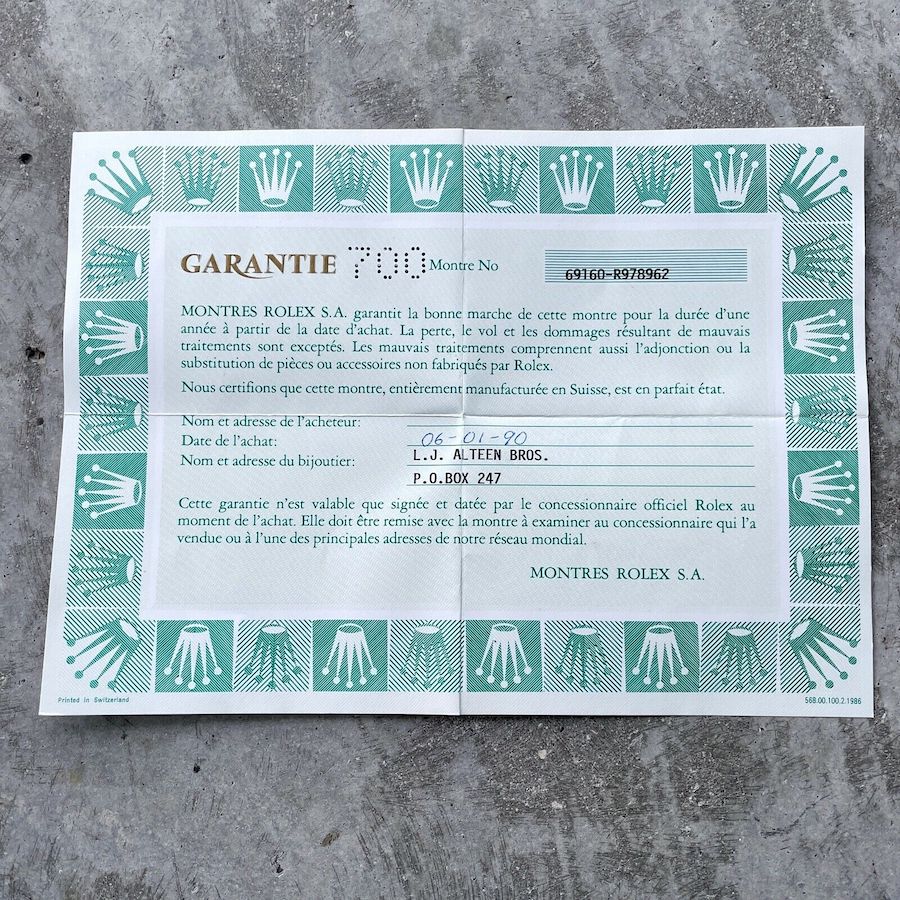 GARANTIE 700 Montre No 69160-R978962
MONTRES ROLEX S.A. garantit la bonne marche de cette montre pour la durée d'une
année à partir de la date d'achat. La perte, le vol et les dommages résultant de mauvais
traitements sont exceptés. Les mauvais traitements comprennent aussi l'adjonction ou la
substitution de pièces ou accessoires non fabriqués par Rolex.
Nous certifions que cette montre, entièrement manufacturée en Suisse, est en parfait état.
Nom et adresse de l'acheteur:
Date de l'achat: 06-01-90
Nom et adresse du bijoutier: L.J. ALTEEN BROS.
P.O.BOX 247
Cette garantie n'est valable que signée et datée par le concessionnaire officiel Rolex au
moment de l'achat. Elle doit être remise avec la montre à examiner au concessionnaire qui l'a
vendue ou à l'une des principales adresses de notre réseau mondial.
MONTRES ROLEX S.A.
Printed in Switzerland
568.00.100.2.1986